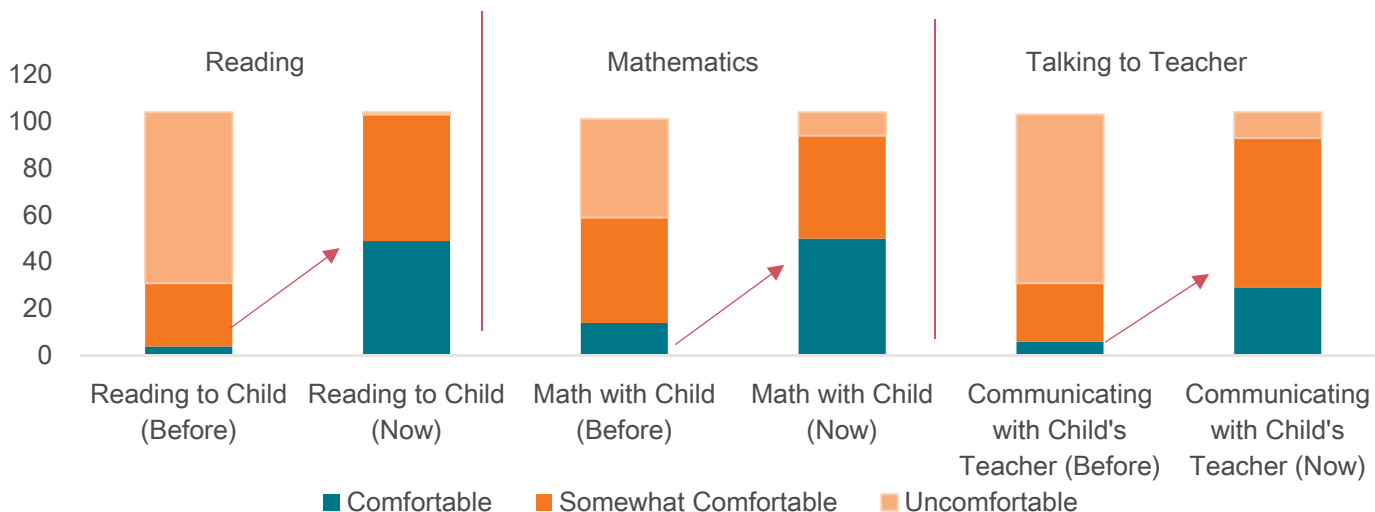 Reading
Mathematics
Talking to Teacher
120
100
80
60
40
20
0
Reading to Child
(Before)
Reading to Child
(Now)
Math with Child
(Before)
Math with Child
(Now)
Communicating
with Child's
Teacher (Before)
Communicating
with Child's
Teacher (Now)
Comfortable
Somewhat Comfortable
Uncomfortable